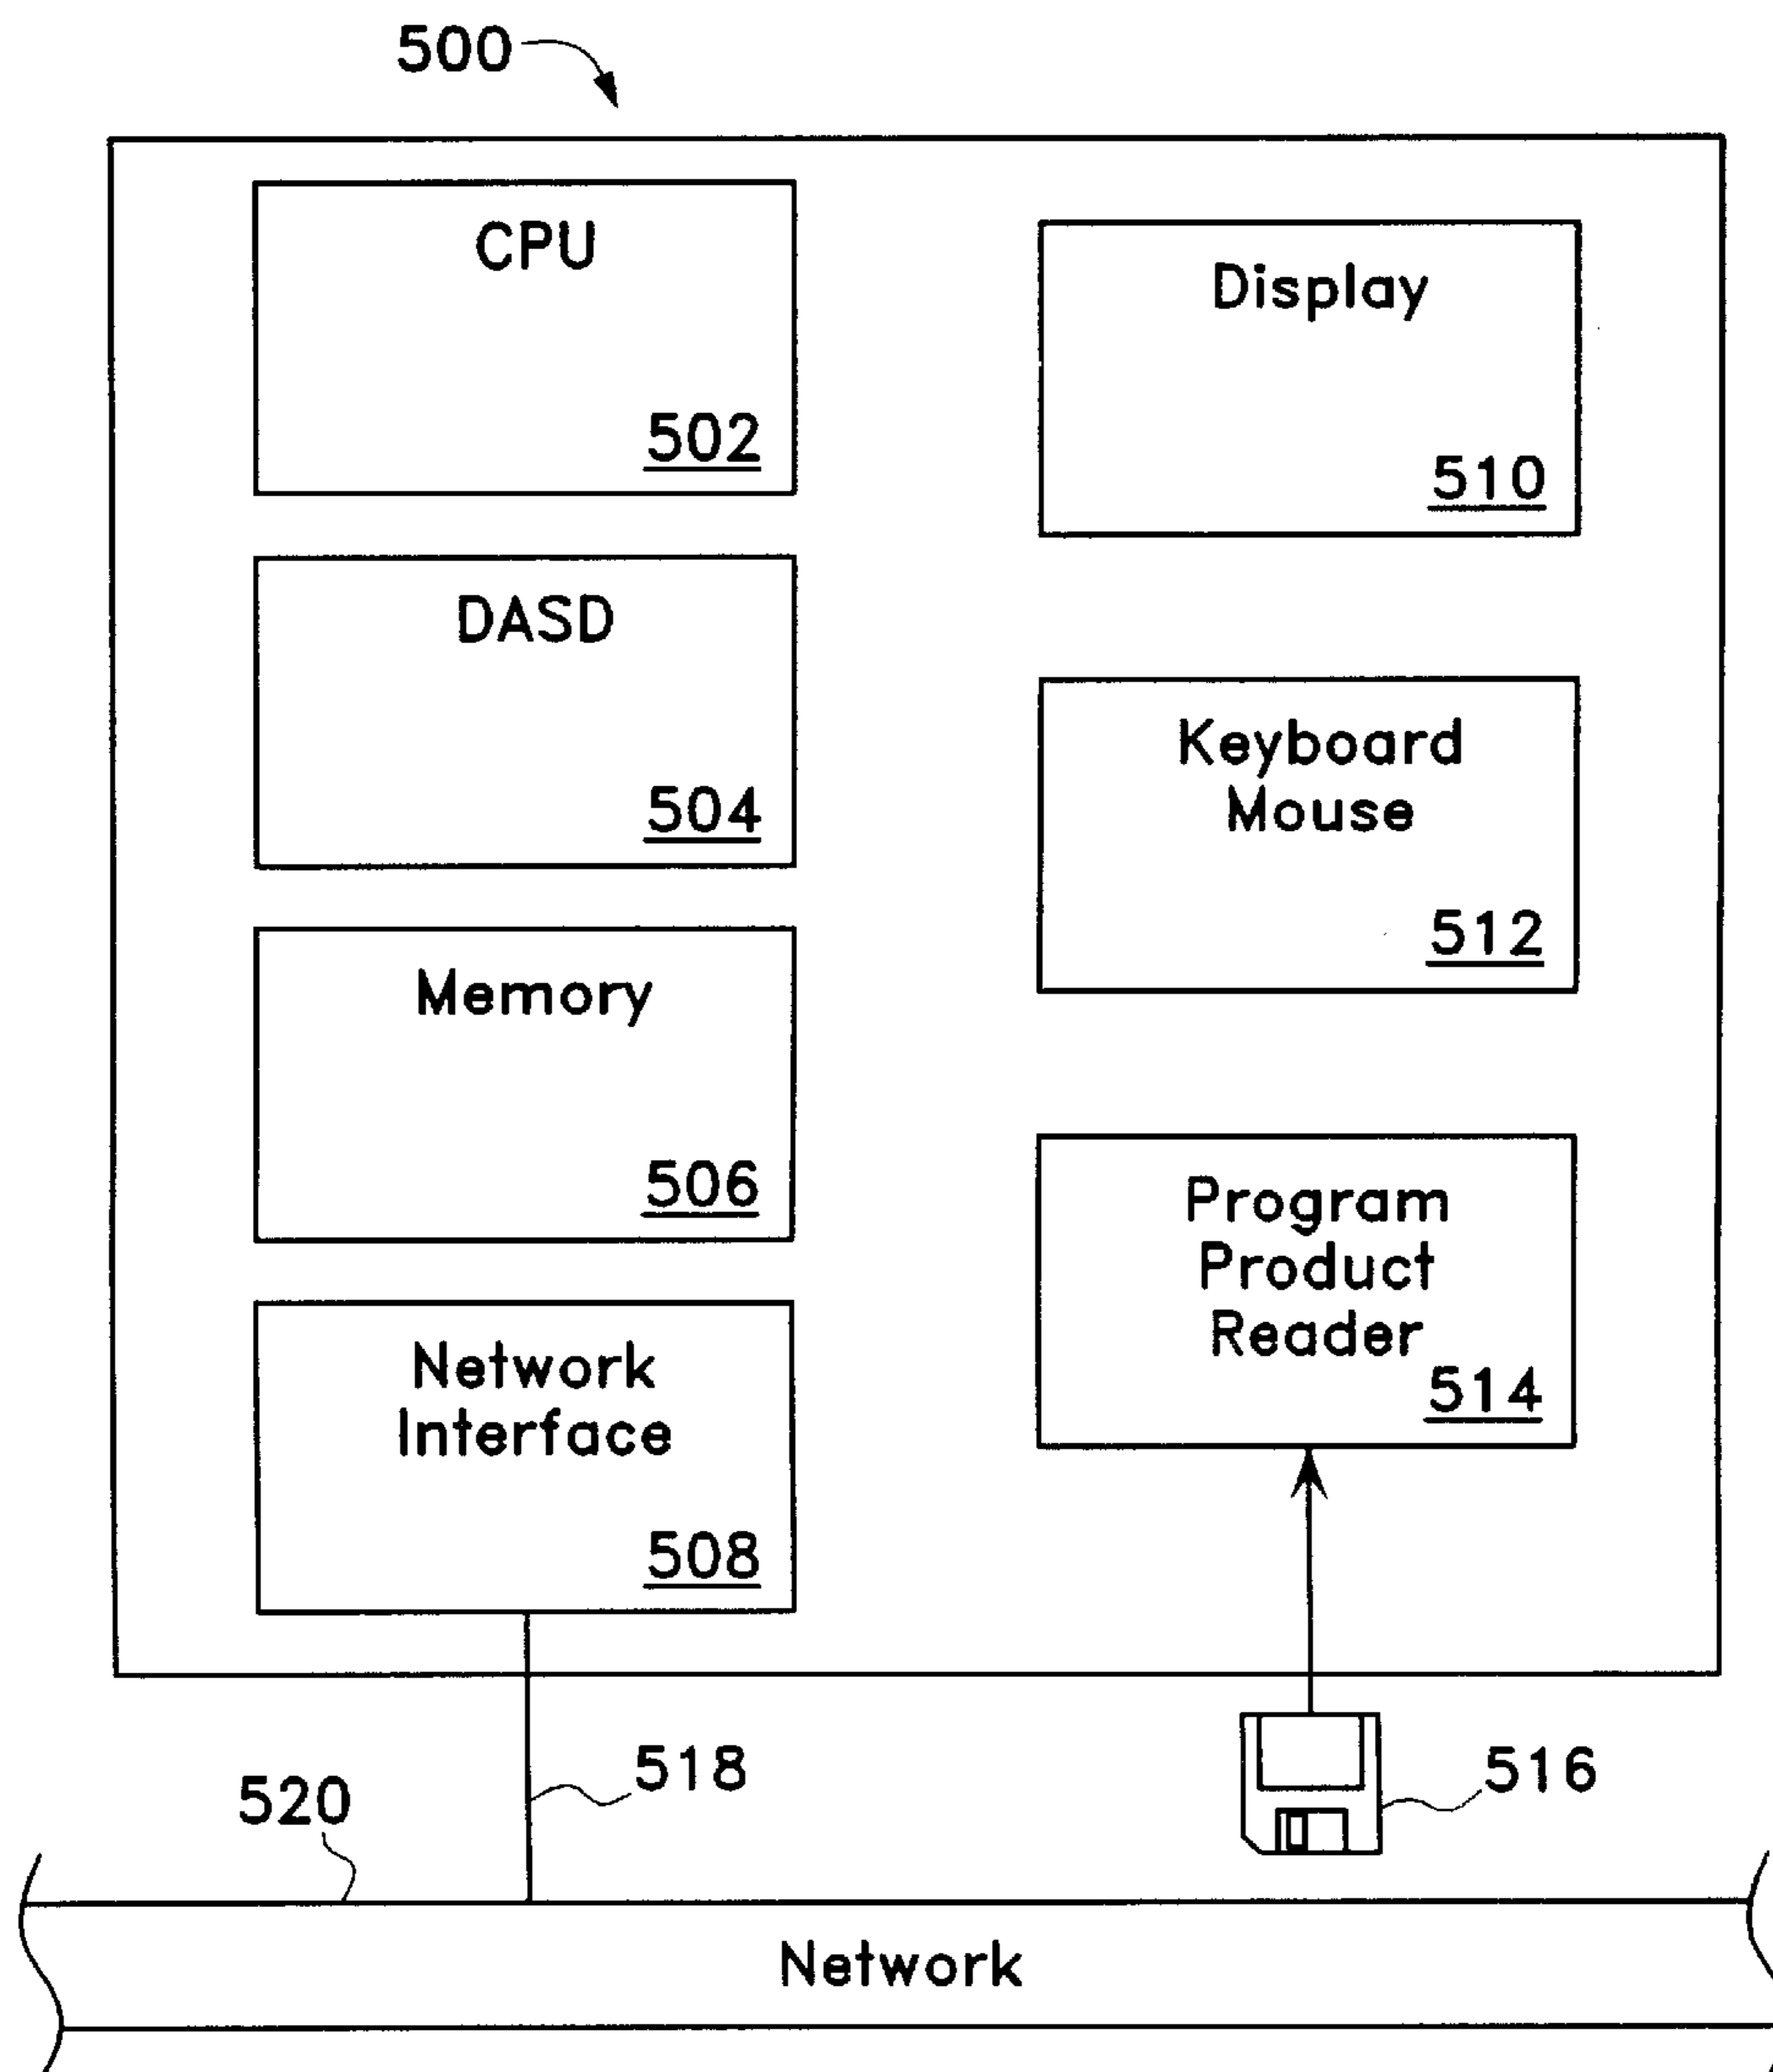 500
CPU
502
Display
510
DASD
504
Keyboard
Mouse
512
Memory
506
Program
Product
Reader
514
Network
Interface
508
518
516
520
Network